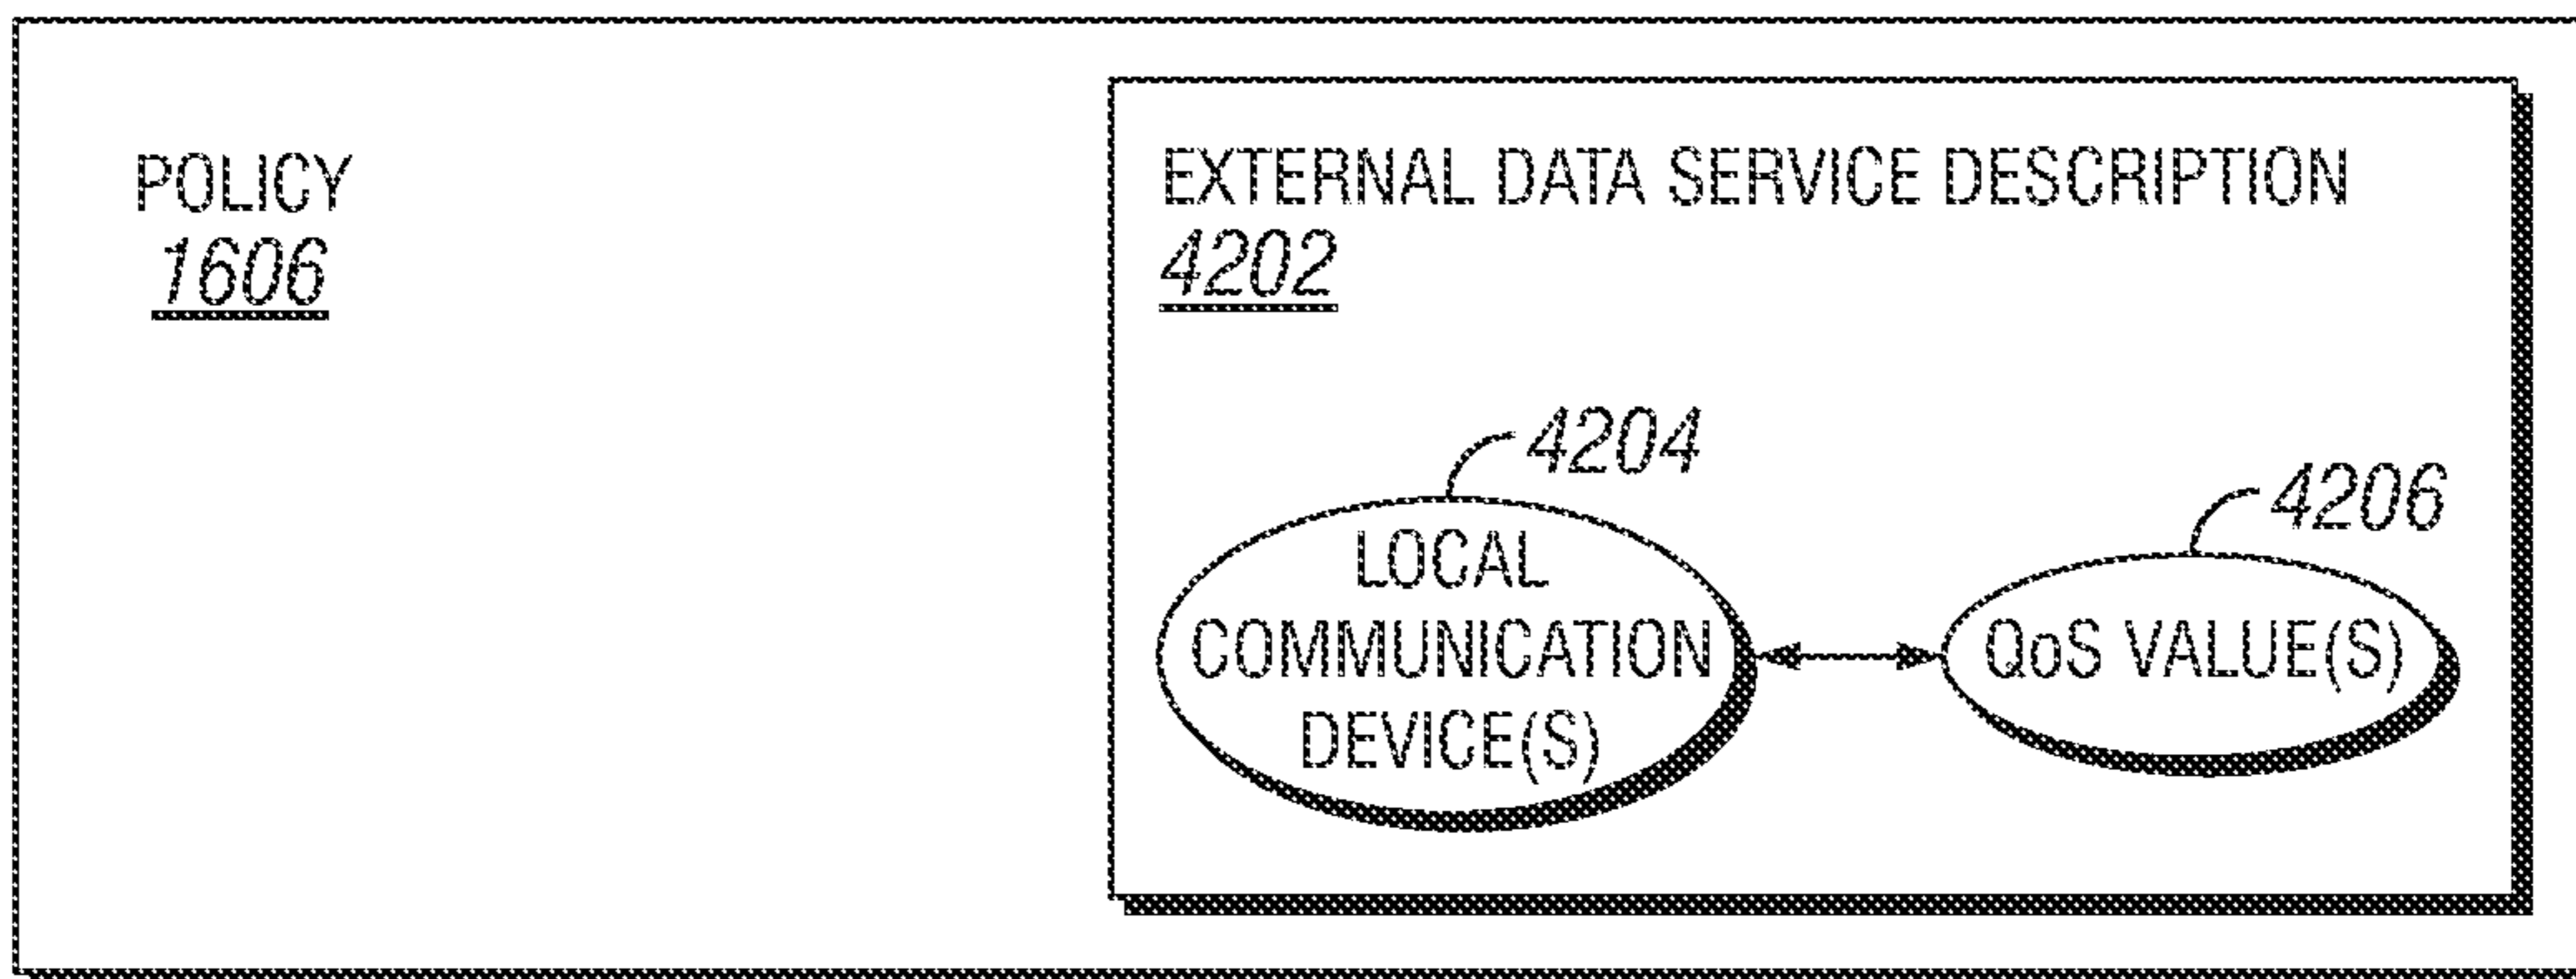 POLICY
1606
EXTERNAL DATA SERVICE DESCRIPTION
4202
4204
LOCAL
COMMUNICATION
DEVICE(S)
4206
QoS VALUE(S)